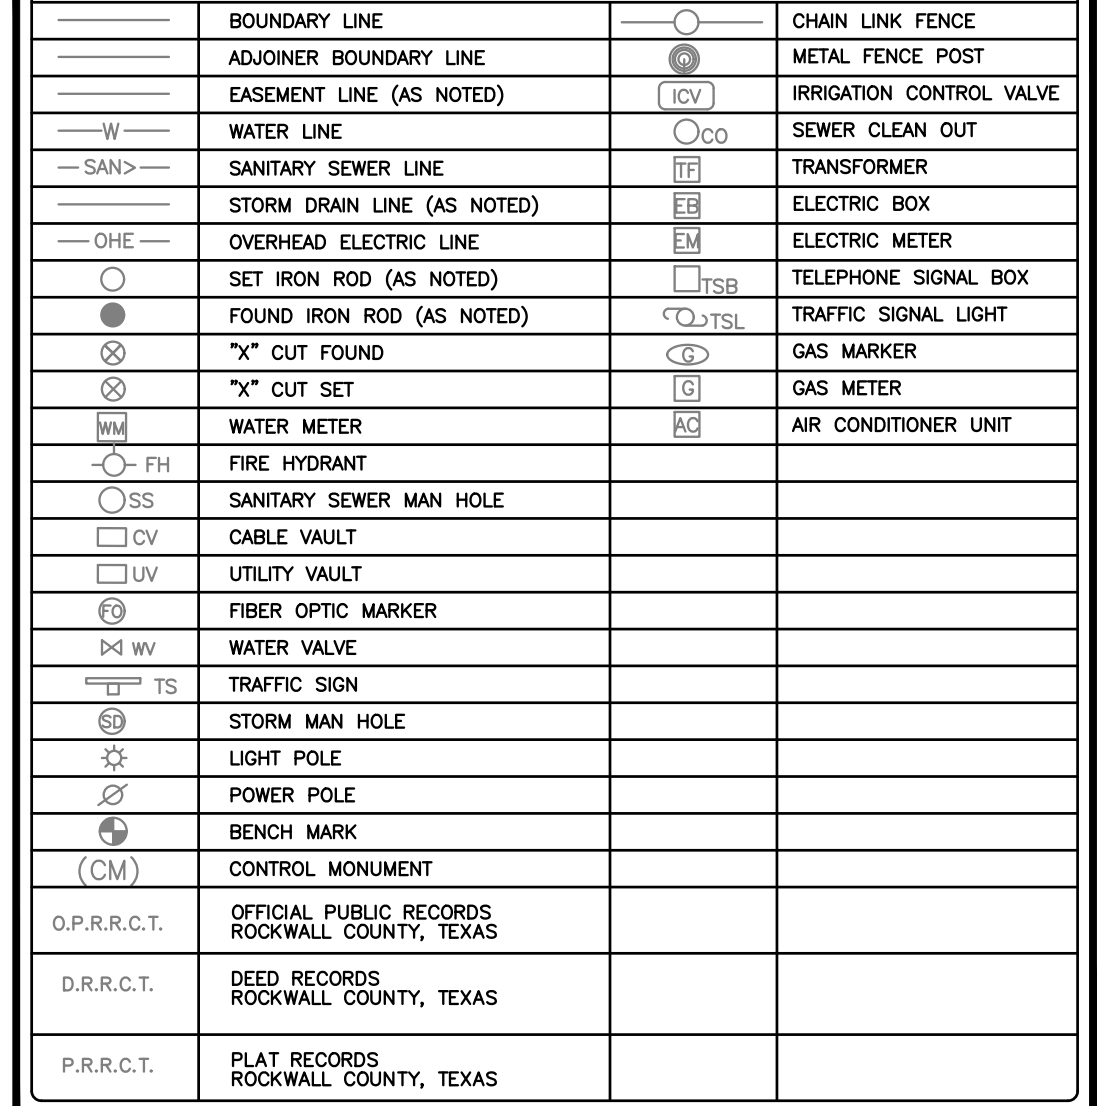 BOUNDARY LINE
ADJOINER BOUNDARY LINE
EASEMENT LINE (AS NOTED)
W WATER LINE
SAN> SANITARY SEWER LINE
STORM DRAIN LINE (AS NOTED)
OHE OVERHEAD ELECTRIC LINE
SET IRON ROD (AS NOTED)
FOUND IRON ROD (AS NOTED)
"X" CUT FOUND
"X" CUT SET
WM WATER METER
FH FIRE HYDRANT
SS SANITARY SEWER MAN HOLE
CV CABLE VAULT
UV UTILITY VAULT
FO FIBER OPTIC MARKER
WV WATER VALVE
TS TRAFFIC SIGN
SD STORM MAN HOLE
LIGHT POLE
POWER POLE
BENCH MARK
(CM) CONTROL MONUMENT
O.P.R.R.C.T. OFFICIAL PUBLIC RECORDS
ROCKWALL COUNTY, TEXAS
D.R.R.C.T. DEED RECORDS
ROCKWALL COUNTY, TEXAS
P.R.R.C.T. PLAT RECORDS
ROCKWALL COUNTY, TEXAS
CHAIN LINK FENCE
METAL FENCE POST
ICV IRRIGATION CONTROL VALVE
CO SEWER CLEAN OUT
TF TRANSFORMER
EB ELECTRIC BOX
EM ELECTRIC METER
TSB TELEPHONE SIGNAL BOX
TSL TRAFFIC SIGNAL LIGHT
G GAS MARKER
G GAS METER
AC AIR CONDITIONER UNIT